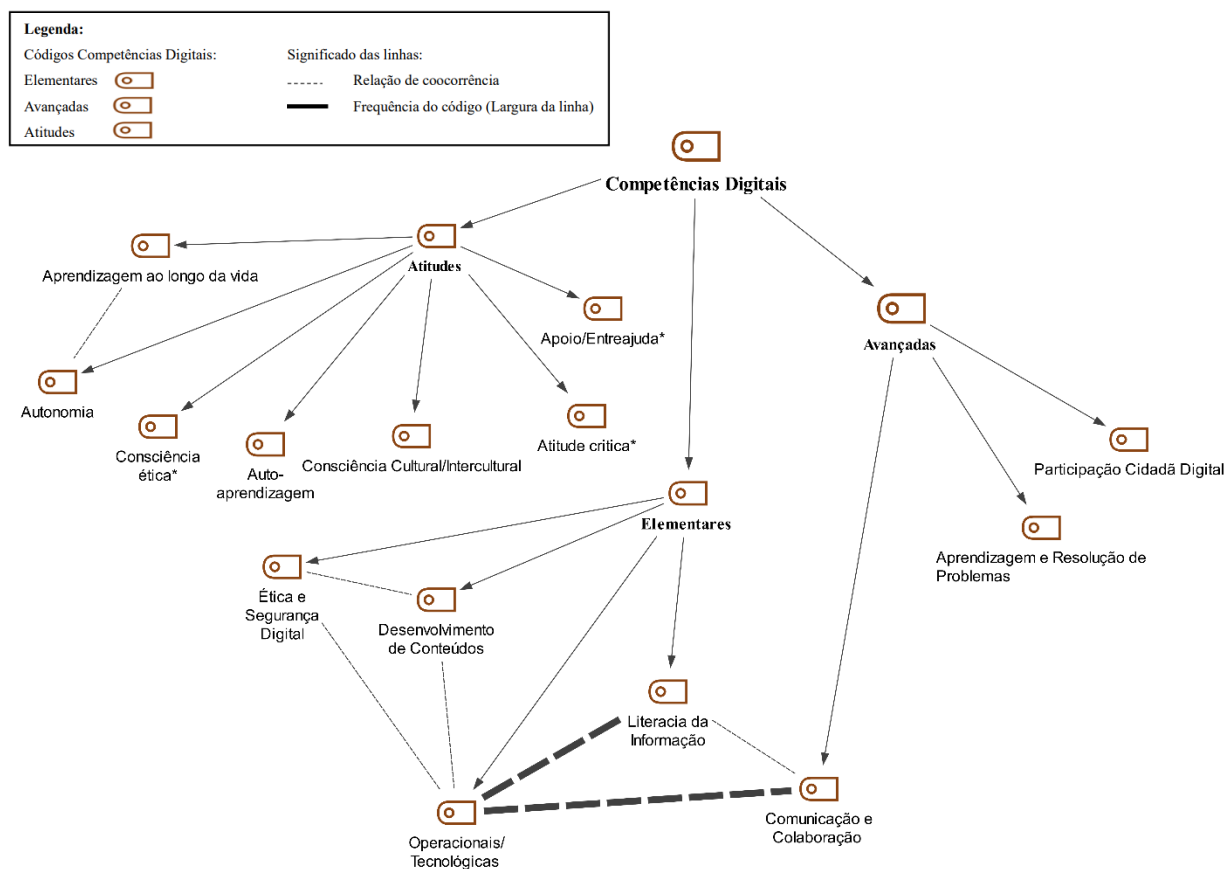 Legenda:
Códigos Competências Digitais:
Significado das linhas:
Elementares
Relação de coocorrência
Avançadas
Frequência do código (Largura da linha)
Atitudes
Competências Digitais
Aprendizagem ao longo da vida
Atitudes
Apoio/Entreajuda*
Avançadas
Autonomia
Consciência
ética*
Auto-
aprendizagem
Consciência Cultural/Intercultural
Atitude critica*
Participação Cidadã Digital
Elementares
Aprendizagem e Resolução de
Problemas
Ética e
Segurança
Digital
Desenvolvimento
de Conteúdos
Literacia da
Informação
Operacionais/
Tecnológicas
Comunicação e
Colaboração